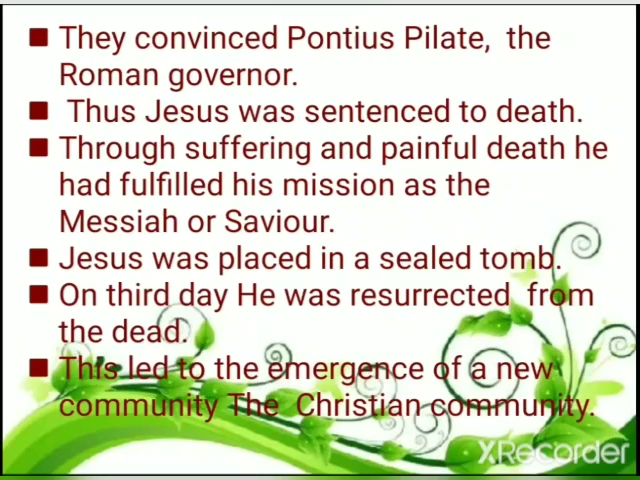 They convinced Pontius Pilate, the
Roman governor.
Thus Jesus was sentenced to death.
Through suffering and painful death he
had fulfilled his mission as the
Messiah or Saviour.
Jesus was placed in a sealed tomb.
On third day He was resurrected from
the dead.
This led to the emergence of a new
community The Christian community.
XRecorder